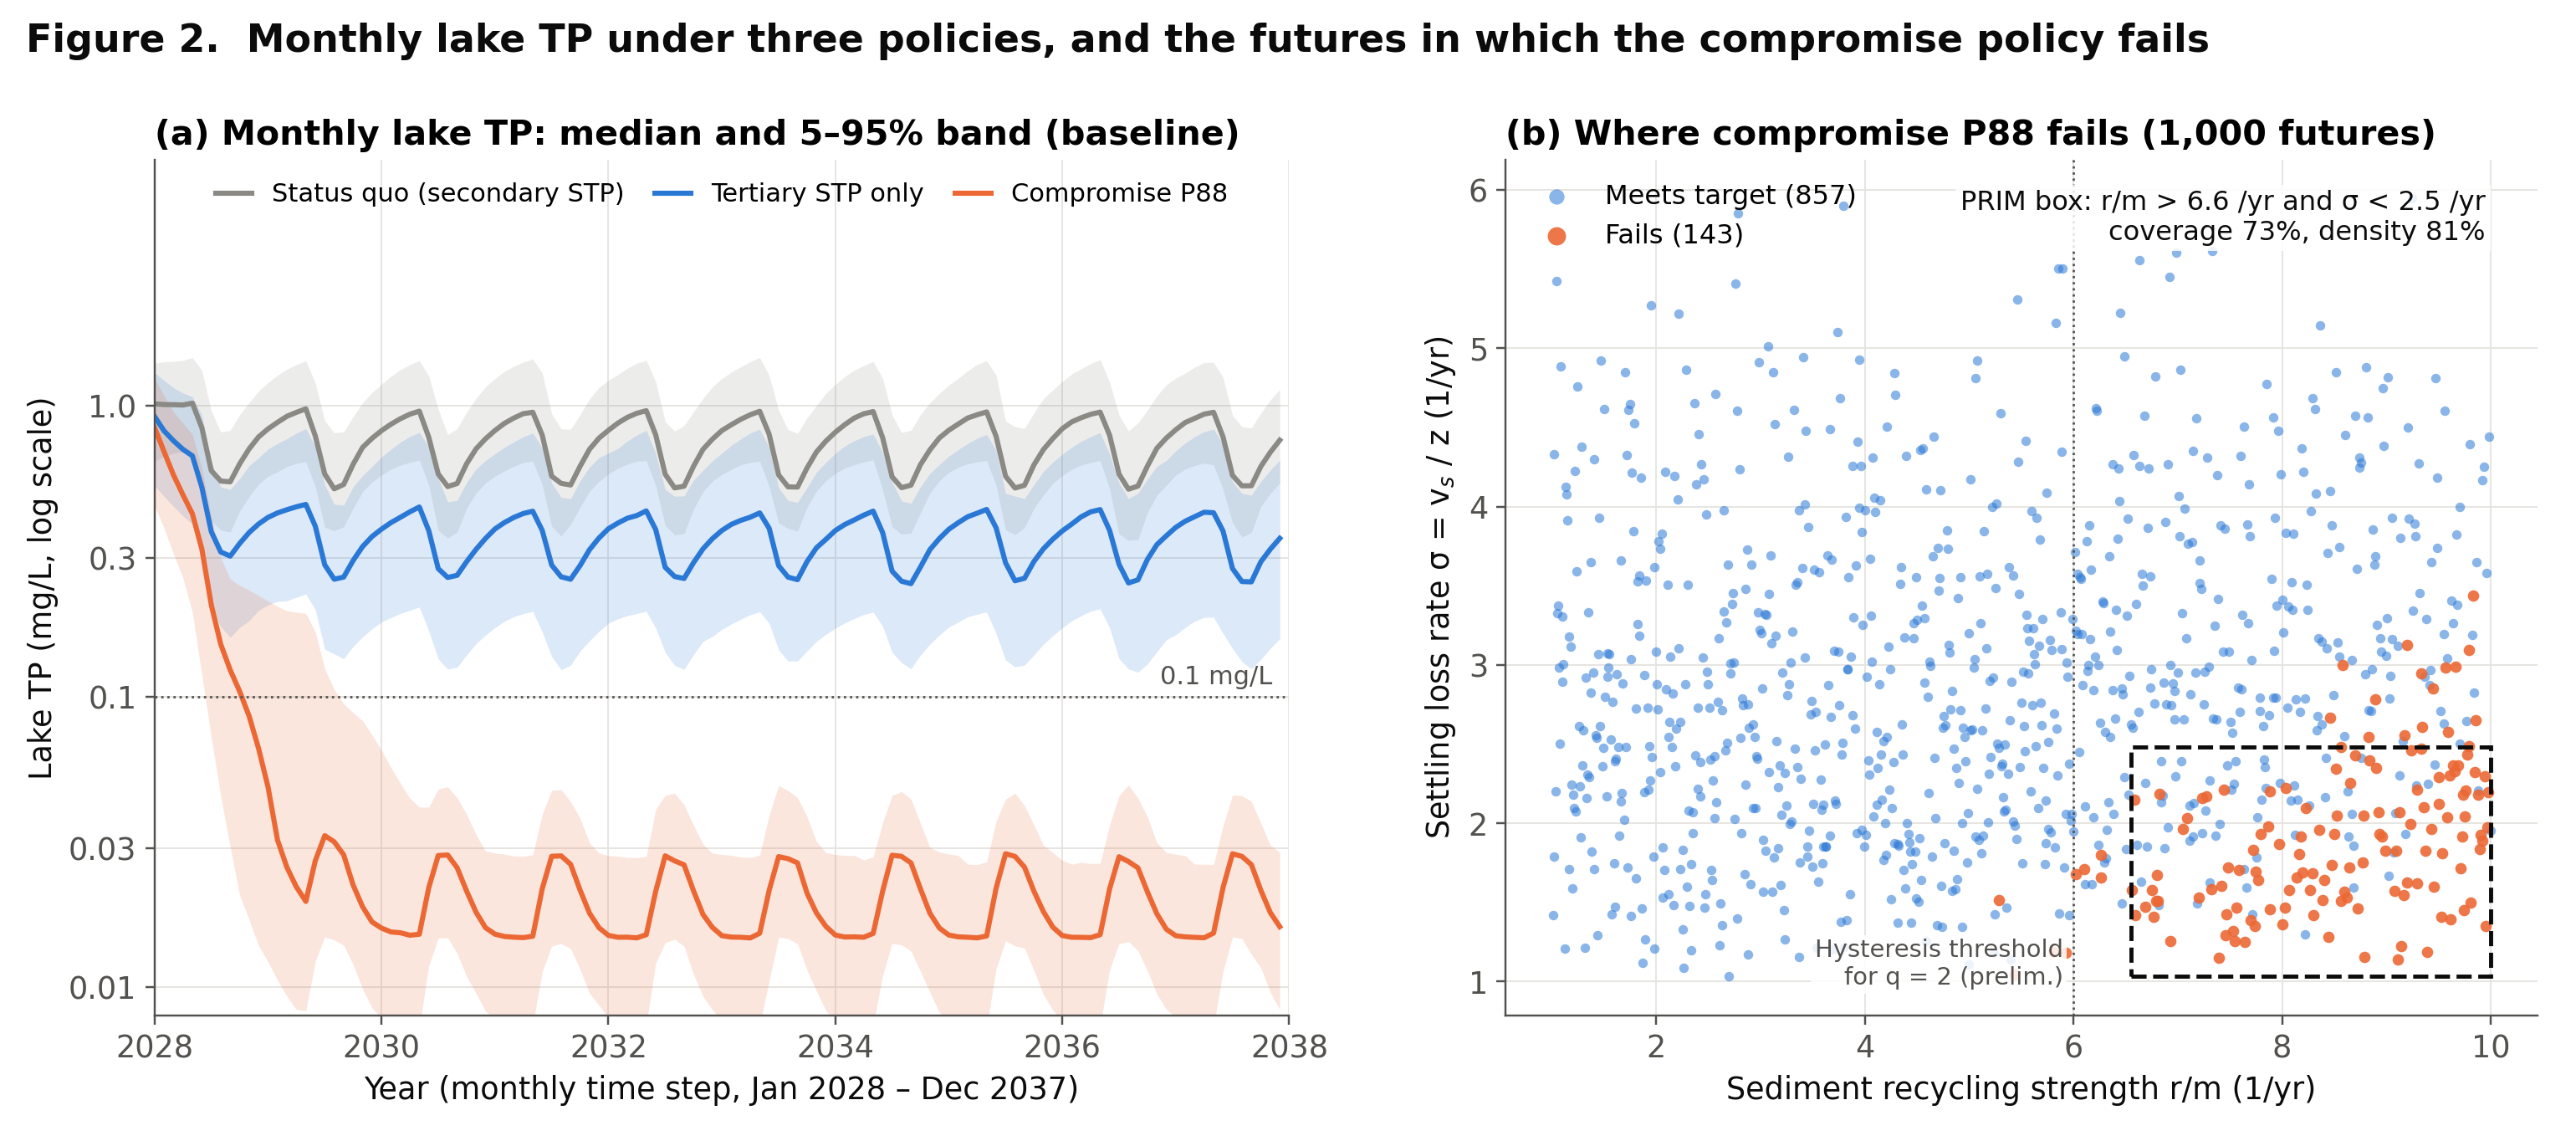 Figure 2.  Monthly lake TP under three policies, and the futures in which the compromise policy fails
(a) Monthly lake TP: median and 5–95% band (baseline)
Status quo (secondary STP)
Tertiary STP only
Compromise P88
Lake TP (mg/L, log scale)
1.0
0.3
0.1
0.03
0.01
0.1 mg/L
2028
2030
2032
2034
2036
2038
Year (monthly time step, Jan 2028 – Dec 2037)
(b) Where compromise P88 fails (1,000 futures)
Meets target (857)
Fails (143)
PRIM box: r/m > 6.6 /yr and σ < 2.5 /yr
coverage 73%, density 81%
Settling loss rate σ = vₛ / z (1/yr)
6
5
4
3
2
1
Hysteresis threshold
for q = 2 (prelim.)
2
4
6
8
10
Sediment recycling strength r/m (1/yr)